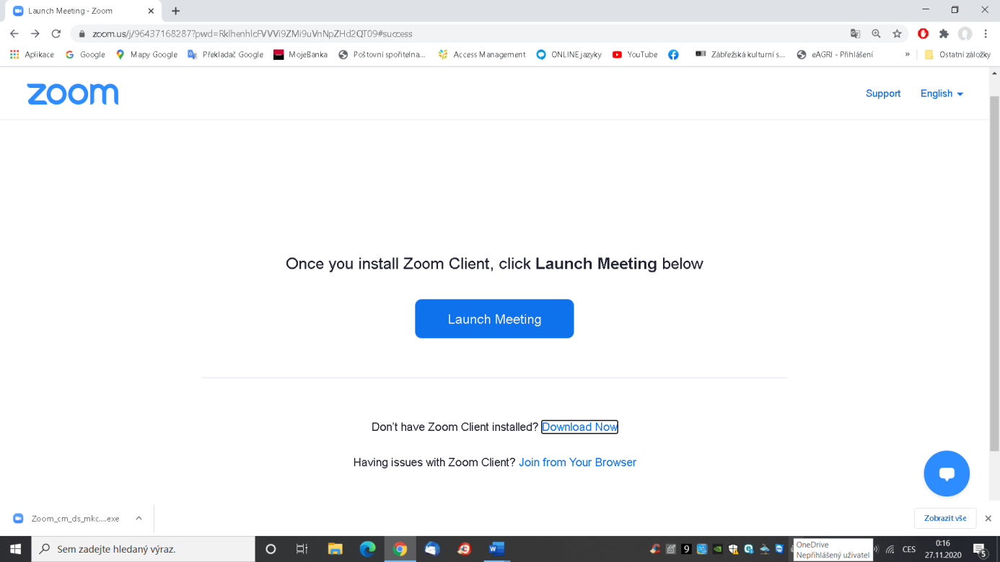 Launch Meeting - Zoom
zoom.us/j/96437168287?pwd=RklhenhlcFVVVi9ZMi9uVnNpZHd2QT09#success
Aplikace Google Mapy Google Překladač Google MojeBanka Poštovní spořitelna... Access Management ONLINE jazyky YouTube Zábřežská kulturní s... eAGRI - Přihlášení » Ostatní záložky
zoom
Support English
Once you install Zoom Client, click Launch Meeting below
Launch Meeting
Don't have Zoom Client installed? Download Now
Having issues with Zoom Client? Join from Your Browser
Zoom_cm_ds_mkc....exe
Zobrazit vše
Sem zadejte hledaný výraz.
9
OneDrive
Nepřihlášený uživatel
CES
0:16
27.11.2020
5